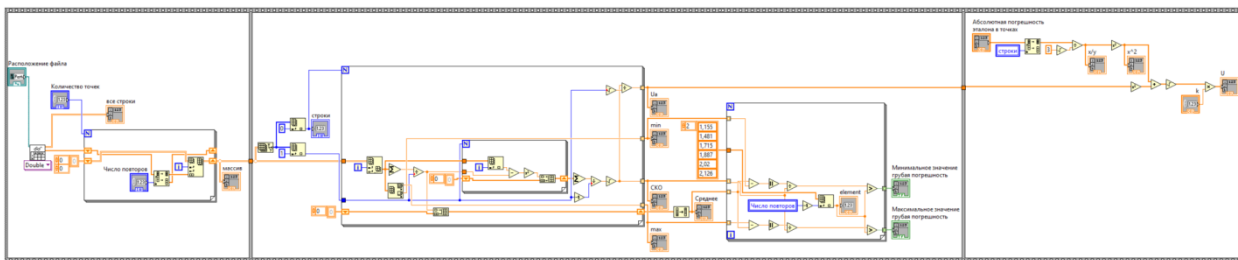 Расположение файла
Path
Количество точек
все строки
Double
Число повторов
массив
строки
Ua
min
СКО
Среднее
max
1,155
1,481
1,715
1,887
2,02
2,126
Число повторов
element
Минимальное значение
грубая погрешность
Максимальное значение
грубая погрешность
Абсолютная погрешность
эталона в точках
строки
x/y
x^2
k
U